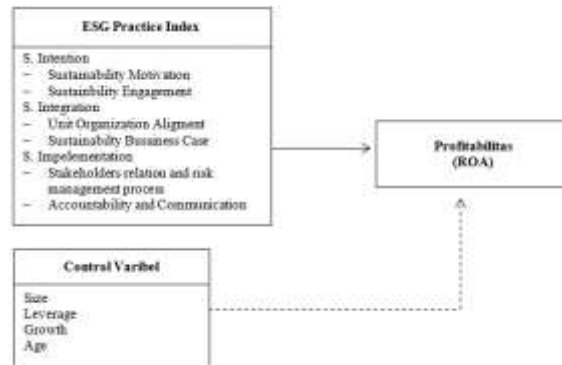 ESG Practice Index
S. Intention
– Sustainability Motivation
– Sustainbility Engagement
S. Integration
– Unit Organization Aligment
– Sustainabilty Bussiness Case
S. Impelementation
– Stakeholders relation and risk
management process
– Accountability and Communication
Profitabilitas
(ROA)
Control Varibel
Size
Leverage
Growth
Age